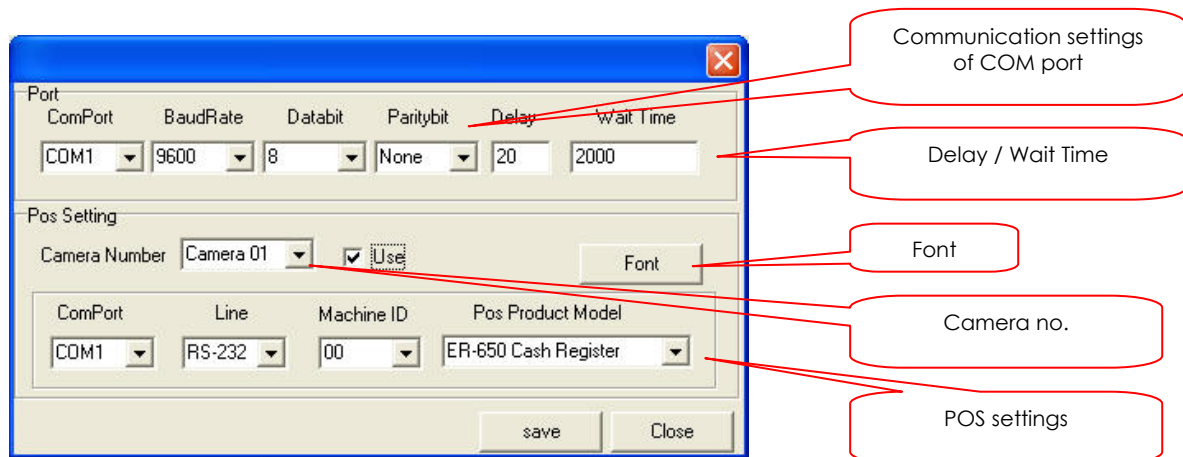 Port
ComPort BaudRate Databit Paritybit Delay Wait Time
COM1 9600 8 None 20 2000
Pos Setting
Camera Number Camera 01 Use Font
ComPort Line Machine ID Pos Product Model
COM1 RS-232 00 ER-650 Cash Register
save Close
Communication settings
of COM port
Delay / Wait Time
Font
Camera no.
POS settings